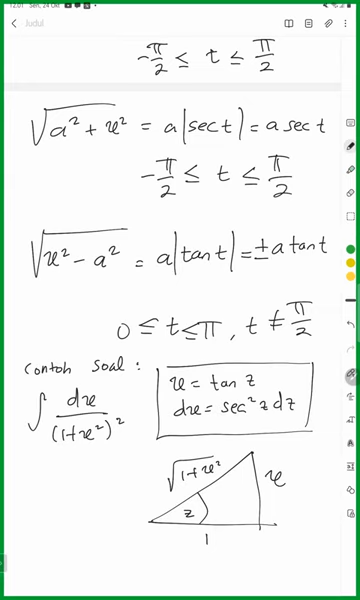 12.01 Sen, 24 Okt
Judul
-π/2 ≤ t ≤ π/2
√(a² + x²) = a|sec t| = a sec t
-π/2 ≤ t ≤ π/2
√(x² - a²) = a|tan t| = ± a tan t
0 ≤ t ≤ π, t ≠ π/2
Contoh Soal :
∫ dx/(1+x²)²
x = tan z
dx = sec² z dz
√(1+x²)
x
z
1